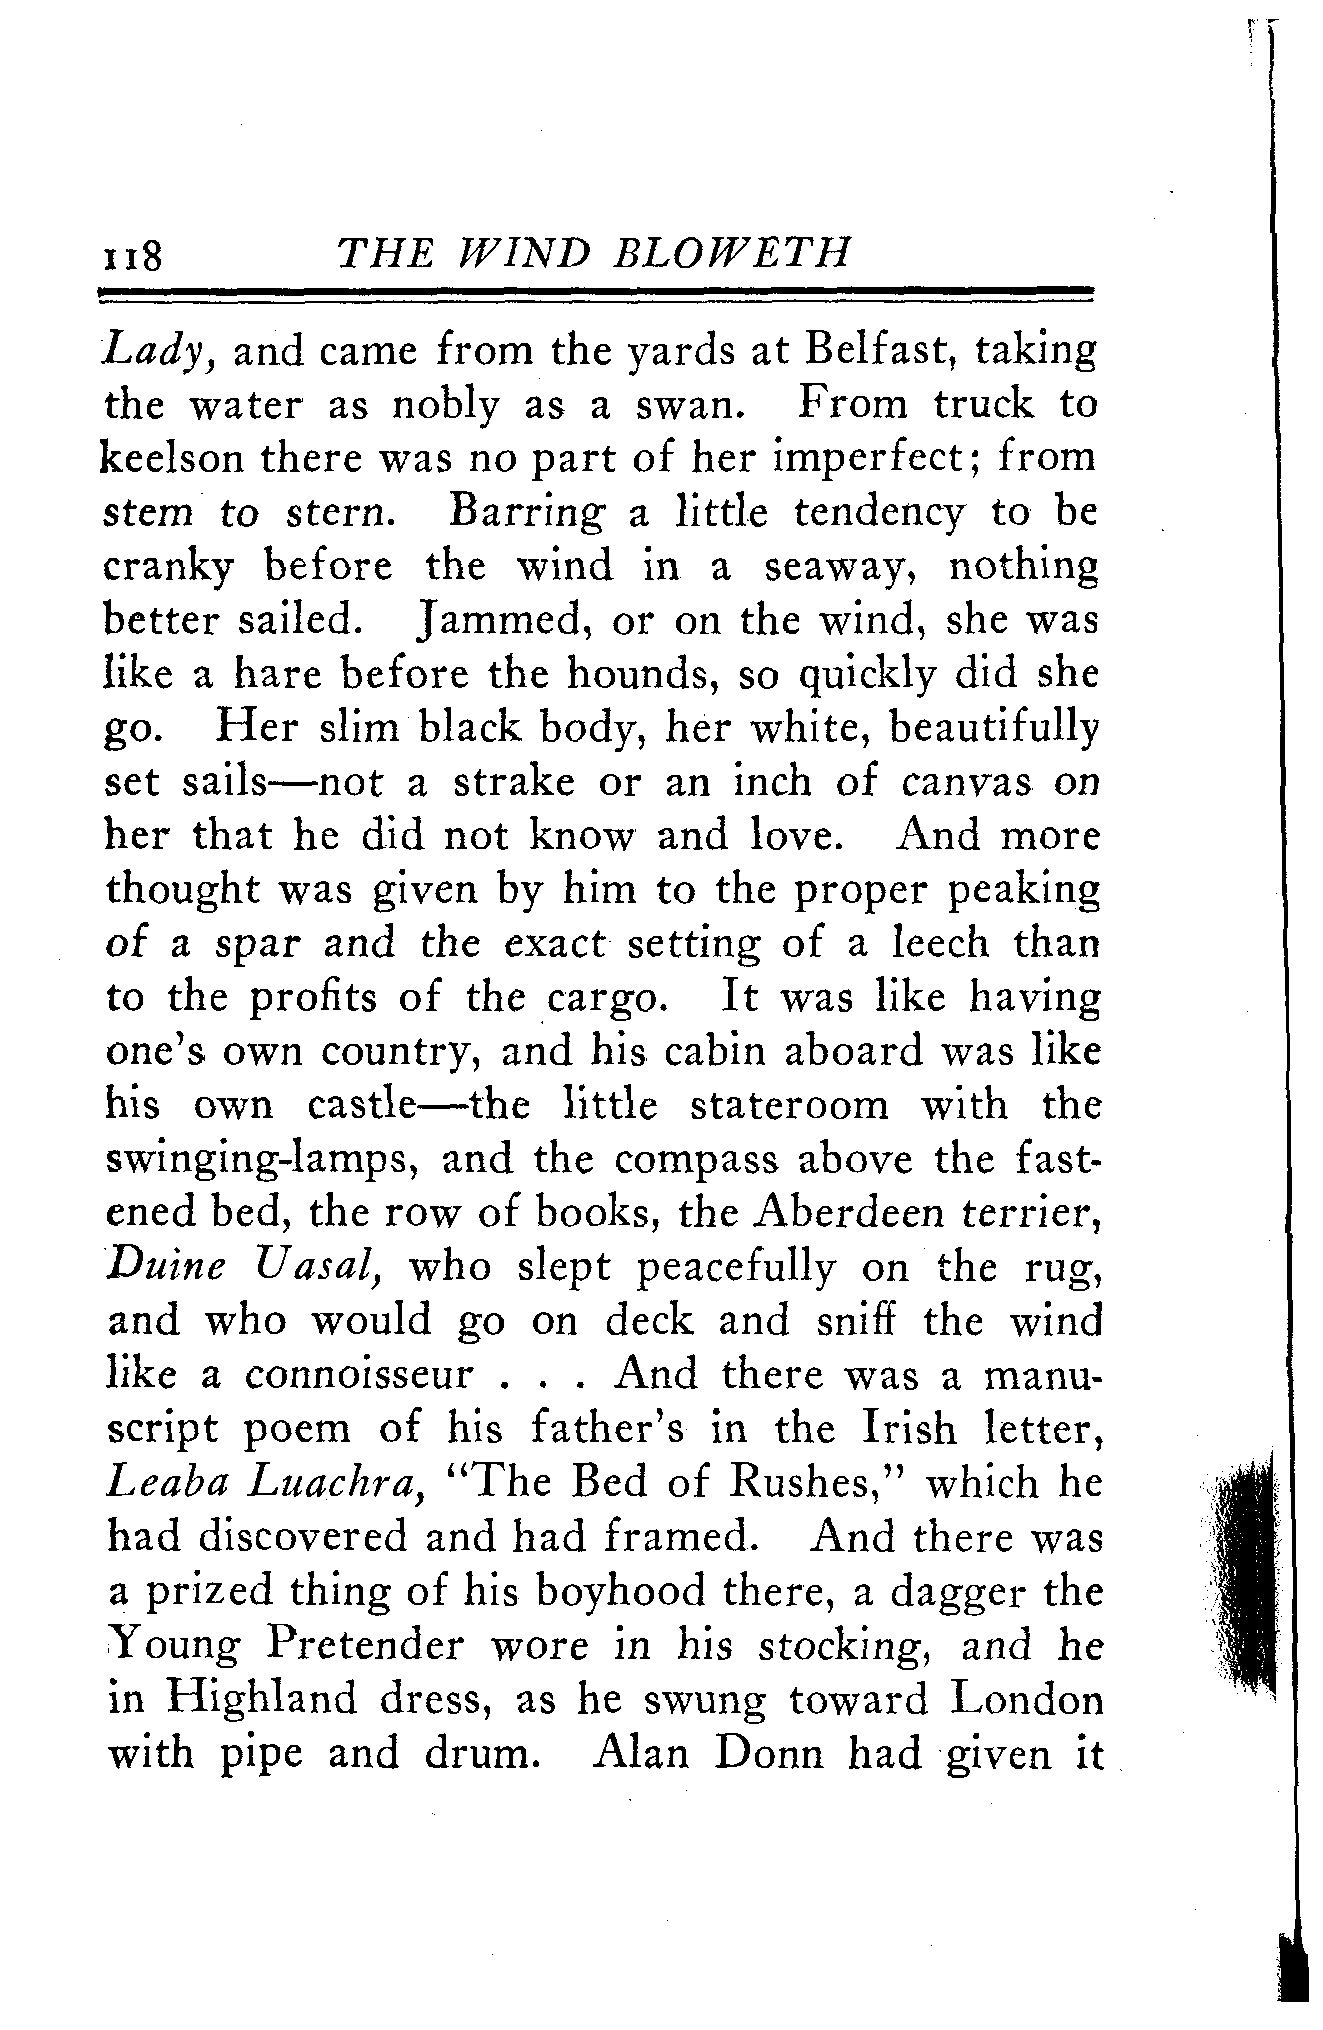 118 THE WIND BLOWETH
Lady, and came from the yards at Belfast, taking
the water as nobly as a swan. From truck to
keelson there was no part of her imperfect; from
stem to stern. Barring a little tendency to be
cranky before the wind in a seaway, nothing
better sailed. Jammed, or on the wind, she was
like a hare before the hounds, so quickly did she
go. Her slim black body, her white, beautifully
set sails—not a strake or an inch of canvas on
her that he did not know and love. And more
thought was given by him to the proper peaking
of a spar and the exact setting of a leech than
to the profits of the cargo. It was like having
one's own country, and his cabin aboard was like
his own castle—the little stateroom with the
swinging-lamps, and the compass above the fast-
ened bed, the row of books, the Aberdeen terrier,
Duine Uasal, who slept peacefully on the rug,
and who would go on deck and sniff the wind
like a connoisseur . . . And there was a manu-
script poem of his father's in the Irish letter,
Leaba Luachra, "The Bed of Rushes," which he
had discovered and had framed. And there was
a prized thing of his boyhood there, a dagger the
Young Pretender wore in his stocking, and he
in Highland dress, as he swung toward London
with pipe and drum. Alan Donn had given it